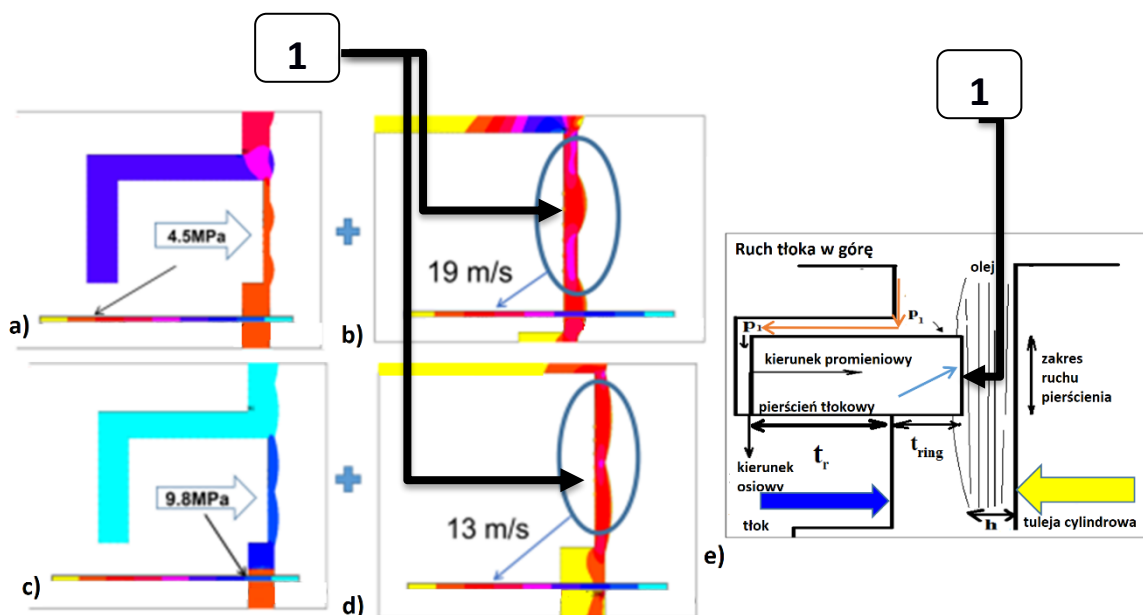 1
4.5MPa
a)
19 m/s
b)
9.8MPa
c)
13 m/s
d)
1
Ruch tłoka w górę
olej
p₁
p₁
kierunek promieniowy
zakres
ruchu
pierścienia
pierścień tłokowy
tᵣ
t_ring
kierunek
osiowy
tłok
h
tuleja cylindrowa
e)